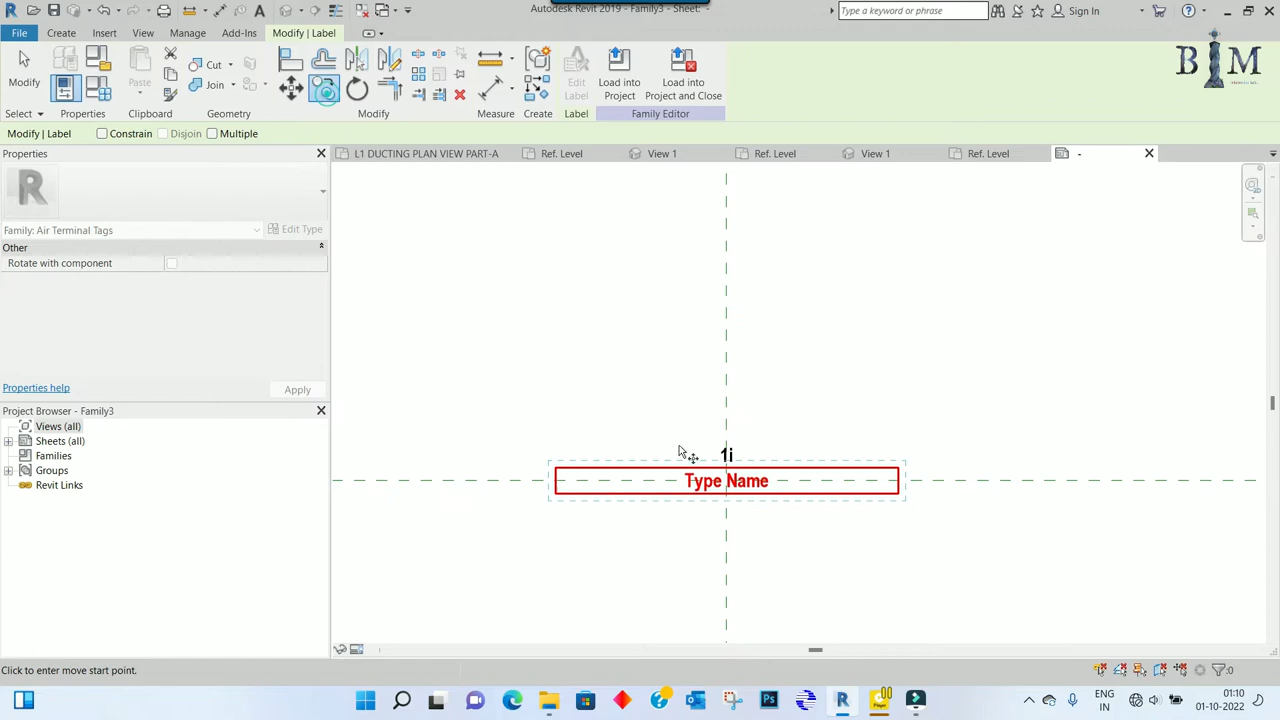 Autodesk Revit 2019 - Family3 - Sheet: -
Type a keyword or phrase
Sign In
File
Create
Insert
View
Manage
Add-Ins
Modify | Label
Modify
Paste
Cut
Join
Edit
Label
Load into
Project
Load into
Project and Close
Select
Properties
Clipboard
Geometry
Modify
Measure
Create
Label
Family Editor
BIM
Modify | Label
Constrain
Disjoin
Multiple
Properties
L1 DUCTING PLAN VIEW PART-A
Ref. Level
View 1
Ref. Level
View 1
Ref. Level
-
R
Family: Air Terminal Tags
Edit Type
Other
Rotate with component
Properties help
Apply
Project Browser - Family3
Views (all)
Sheets (all)
Families
Groups
Revit Links
1i
Type Name
Click to enter move start point.
:0
ENG
IN
01:10
01-10-2022